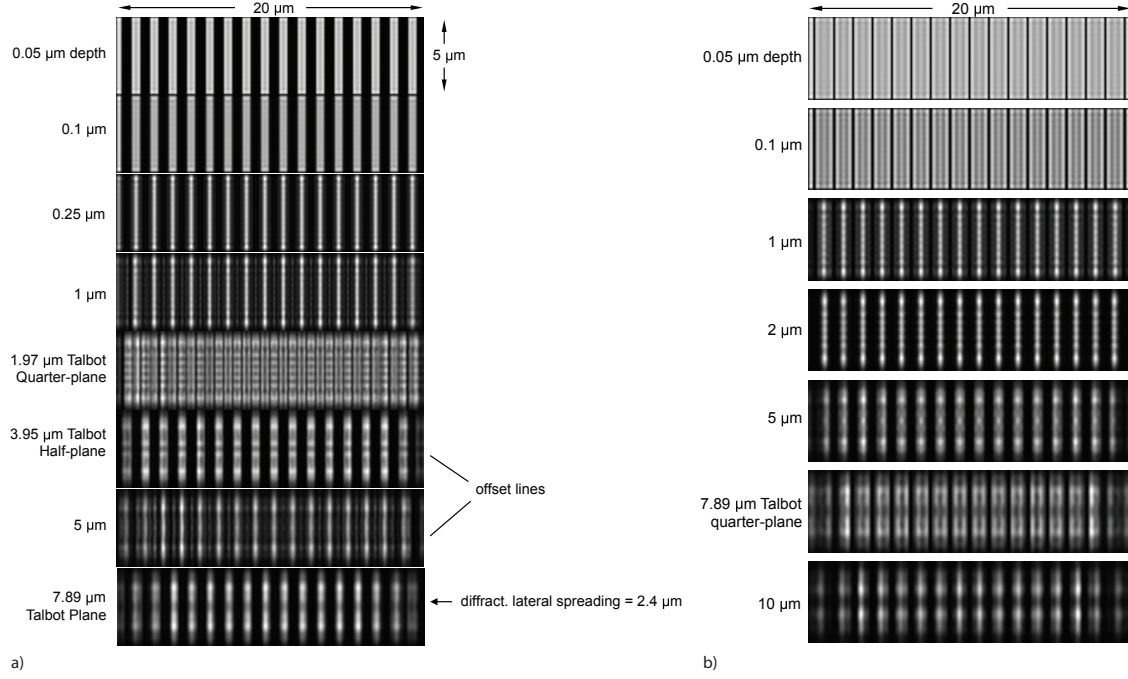 20 µm
0.05 µm depth
5 µm
0.1 µm
0.25 µm
1 µm
1.97 µm Talbot
Quarter-plane
3.95 µm Talbot
Half-plane
offset lines
5 µm
7.89 µm
Talbot Plane
diffract. lateral spreading = 2.4 µm
a)
20 µm
0.05 µm depth
0.1 µm
1 µm
2 µm
5 µm
7.89 µm Talbot
quarter-plane
10 µm
b)